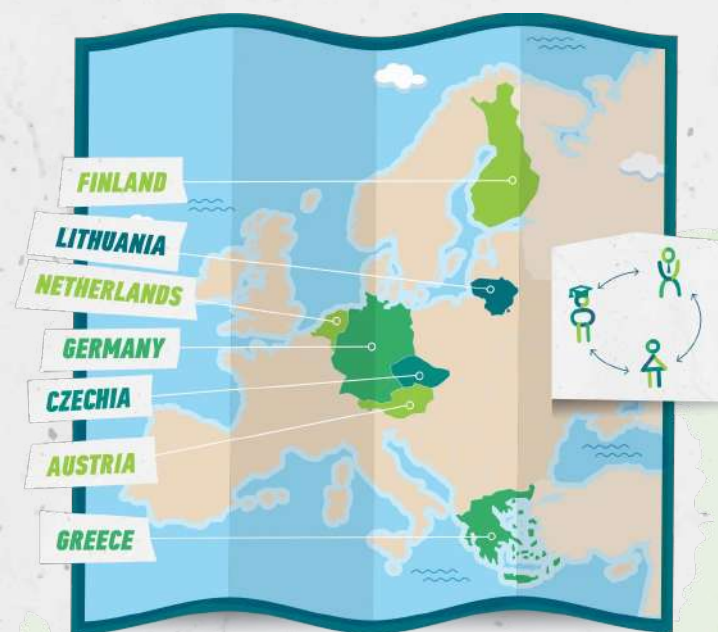 FINLAND
LITHUANIA
NETHERLANDS
GERMANY
CZECHIA
AUSTRIA
GREECE